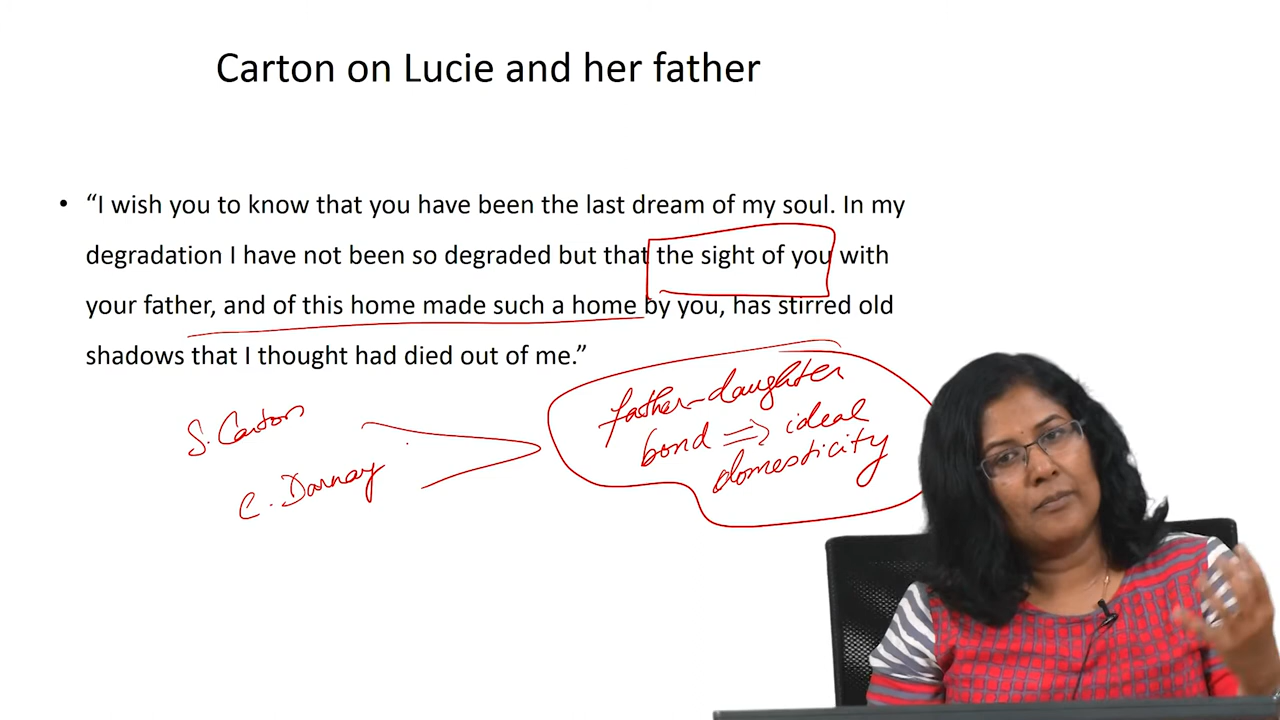 Carton on Lucie and her father
• “I wish you to know that you have been the last dream of my soul. In my
degradation I have not been so degraded but that the sight of you with
your father, and of this home made such a home by you, has stirred old
shadows that I thought had died out of me.”
S. Carton
C. Darnay
father-daughter
bond ⇒ ideal
domesticity